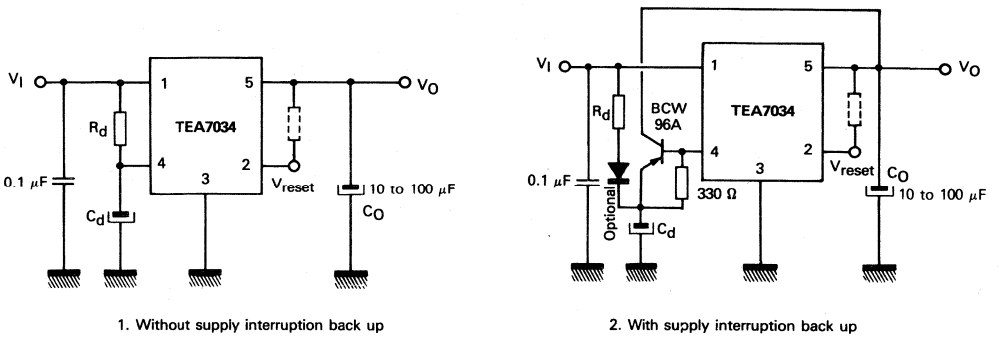 VI
1
5
VO
Rd
TEA7034
4
2
Vreset
0.1 µF
3
10 to 100 µF
CO
Cd
1. Without supply interruption back up
VI
1
5
VO
Rd
BCW
96A
TEA7034
4
2
Vreset
0.1 µF
3
CO
10 to 100 µF
330 Ω
Optional
Cd
2. With supply interruption back up